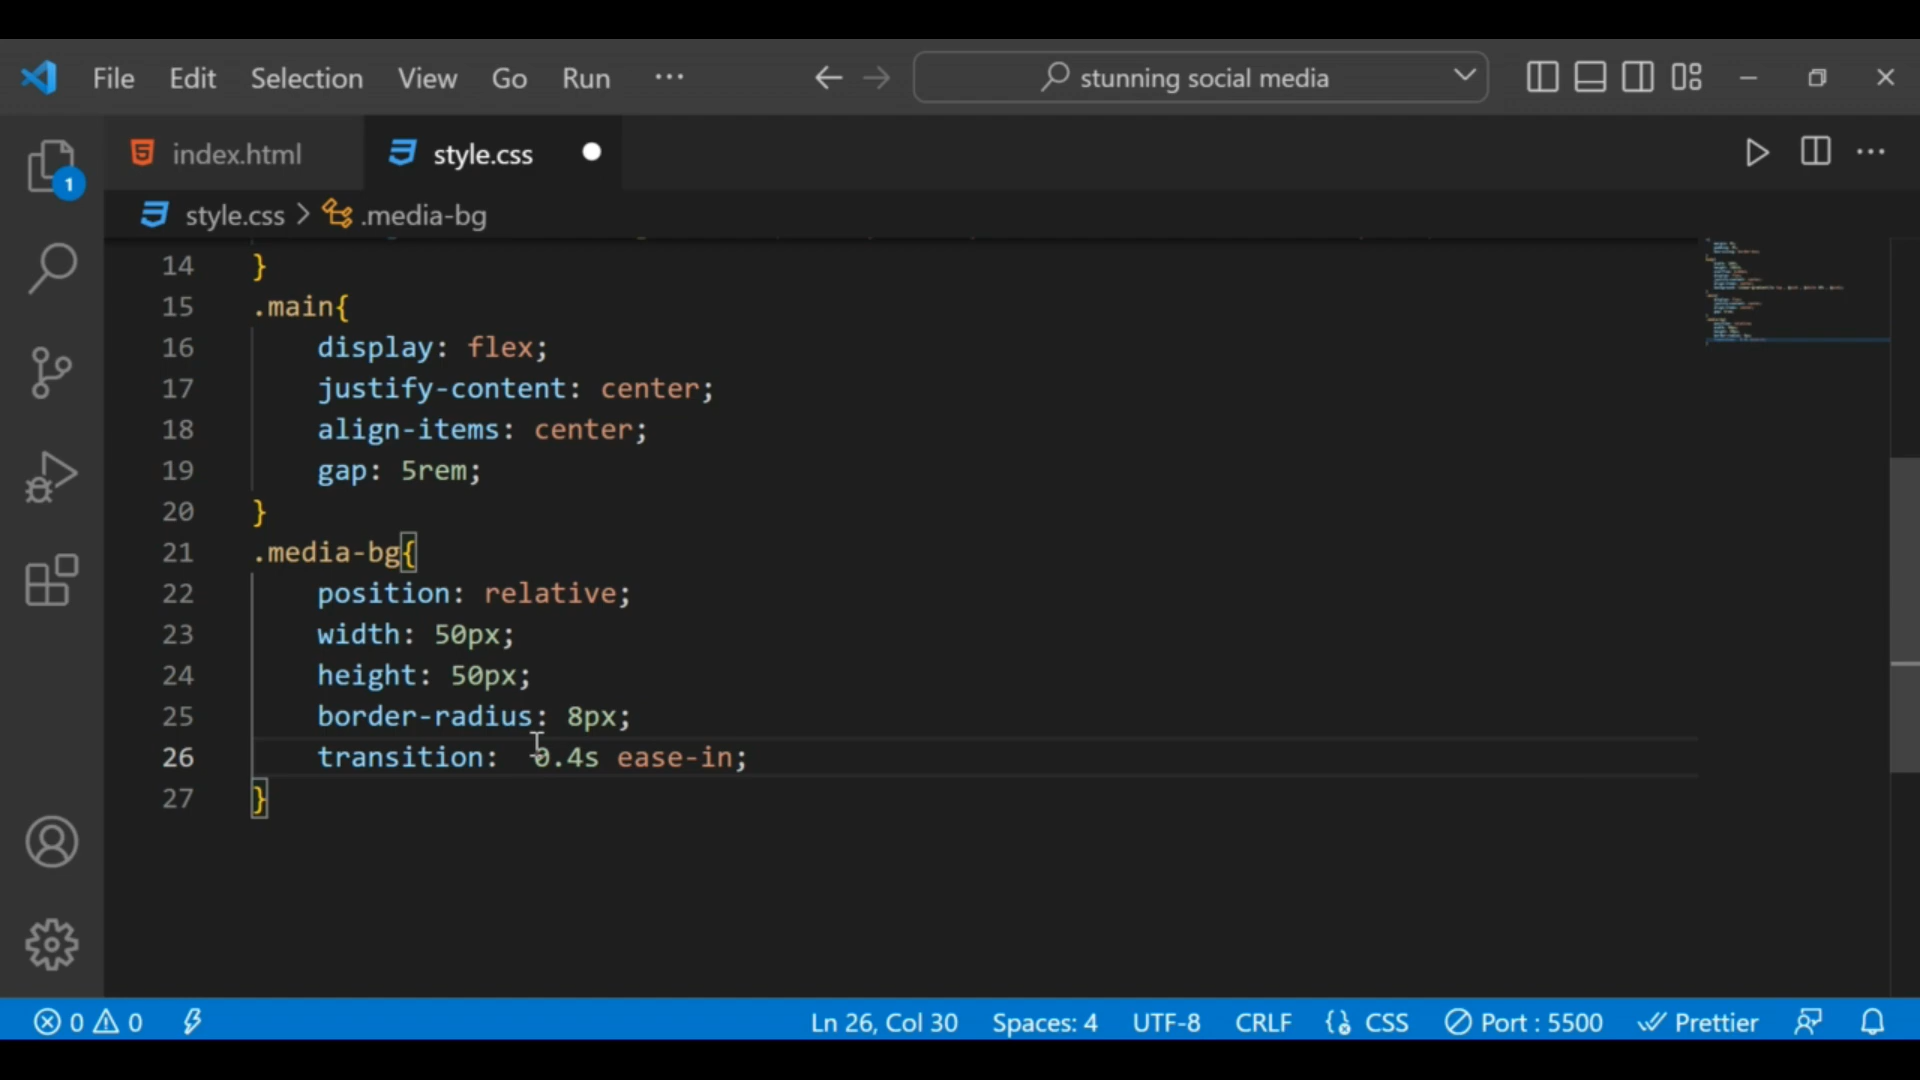 File Edit Selection View Go Run ··· stunning social media
index.html style.css
style.css > .media-bg
14 }
15 .main{
16 display: flex;
17 justify-content: center;
18 align-items: center;
19 gap: 5rem;
20 }
21 .media-bg{
22 position: relative;
23 width: 50px;
24 height: 50px;
25 border-radius: 8px;
26 transition: 0.4s ease-in;
27 }
1
0 0 Ln 26, Col 30 Spaces: 4 UTF-8 CRLF CSS Port : 5500 Prettier